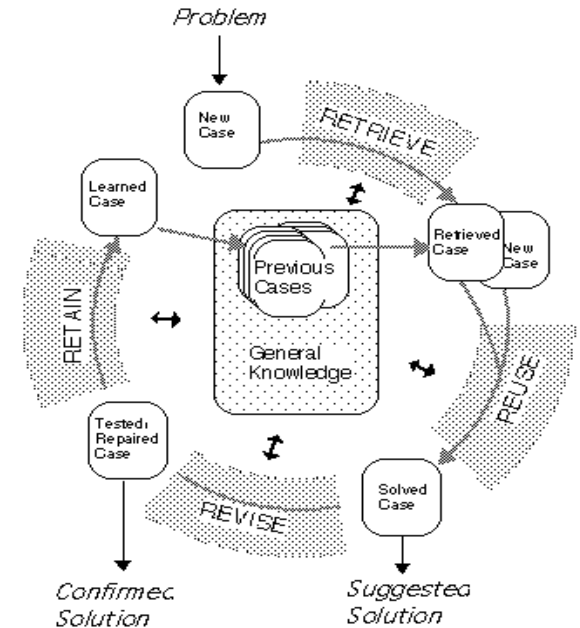 Problem
New
Case
RETRIEVE
Learned
Case
Retrieved
Case
New
Case
Previous
Cases
General
Knowledge
RETAIN
REUSE
Tested/
Repaired
Case
REVISE
Solved
Case
Confirmed
Solution
Suggested
Solution